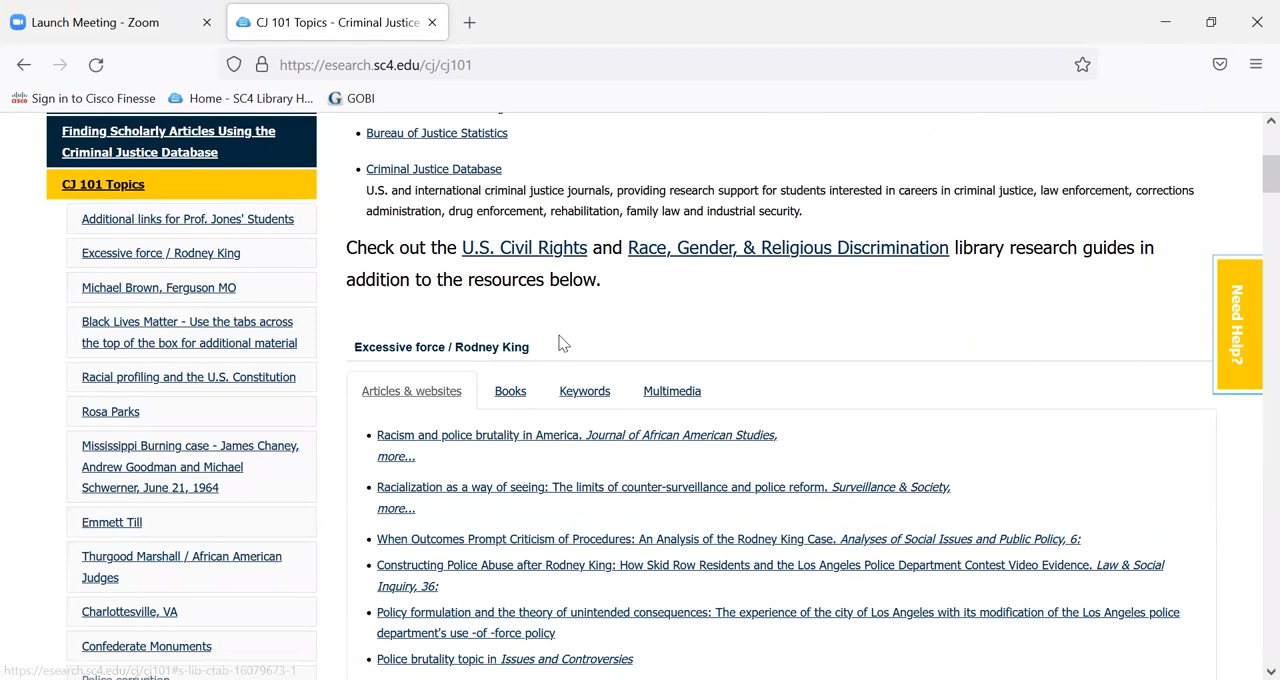 Launch Meeting - Zoom
CJ 101 Topics - Criminal Justice
https://esearch.sc4.edu/cj/cj101
Sign in to Cisco Finesse
Home - SC4 Library H...
G GOBI
Finding Scholarly Articles Using the
Criminal Justice Database
CJ 101 Topics
Additional links for Prof. Jones' Students
Excessive force / Rodney King
Michael Brown, Ferguson MO
Black Lives Matter - Use the tabs across
the top of the box for additional material
Racial profiling and the U.S. Constitution
Rosa Parks
Mississippi Burning case - James Chaney,
Andrew Goodman and Michael
Schwerner, June 21, 1964
Emmett Till
Thurgood Marshall / African American
Judges
Charlottesville, VA
Confederate Monuments
Police corruption
https://esearch.sc4.edu/cj/cj101#s-lib-ctab-16079673-1
• Bureau of Justice Statistics
• Criminal Justice Database
U.S. and international criminal justice journals, providing research support for students interested in careers in criminal justice, law enforcement, corrections
administration, drug enforcement, rehabilitation, family law and industrial security.
Check out the U.S. Civil Rights and Race, Gender, & Religious Discrimination library research guides in
addition to the resources below.
Excessive force / Rodney King
Articles & websites
Books
Keywords
Multimedia
• Racism and police brutality in America. Journal of African American Studies,
more...
• Racialization as a way of seeing: The limits of counter-surveillance and police reform. Surveillance & Society,
more...
• When Outcomes Prompt Criticism of Procedures: An Analysis of the Rodney King Case. Analyses of Social Issues and Public Policy, 6:
• Constructing Police Abuse after Rodney King: How Skid Row Residents and the Los Angeles Police Department Contest Video Evidence. Law & Social
Inquiry, 36:
• Policy formulation and the theory of unintended consequences: The experience of the city of Los Angeles with its modification of the Los Angeles police
department's use -of -force policy
• Police brutality topic in Issues and Controversies
Need Help?